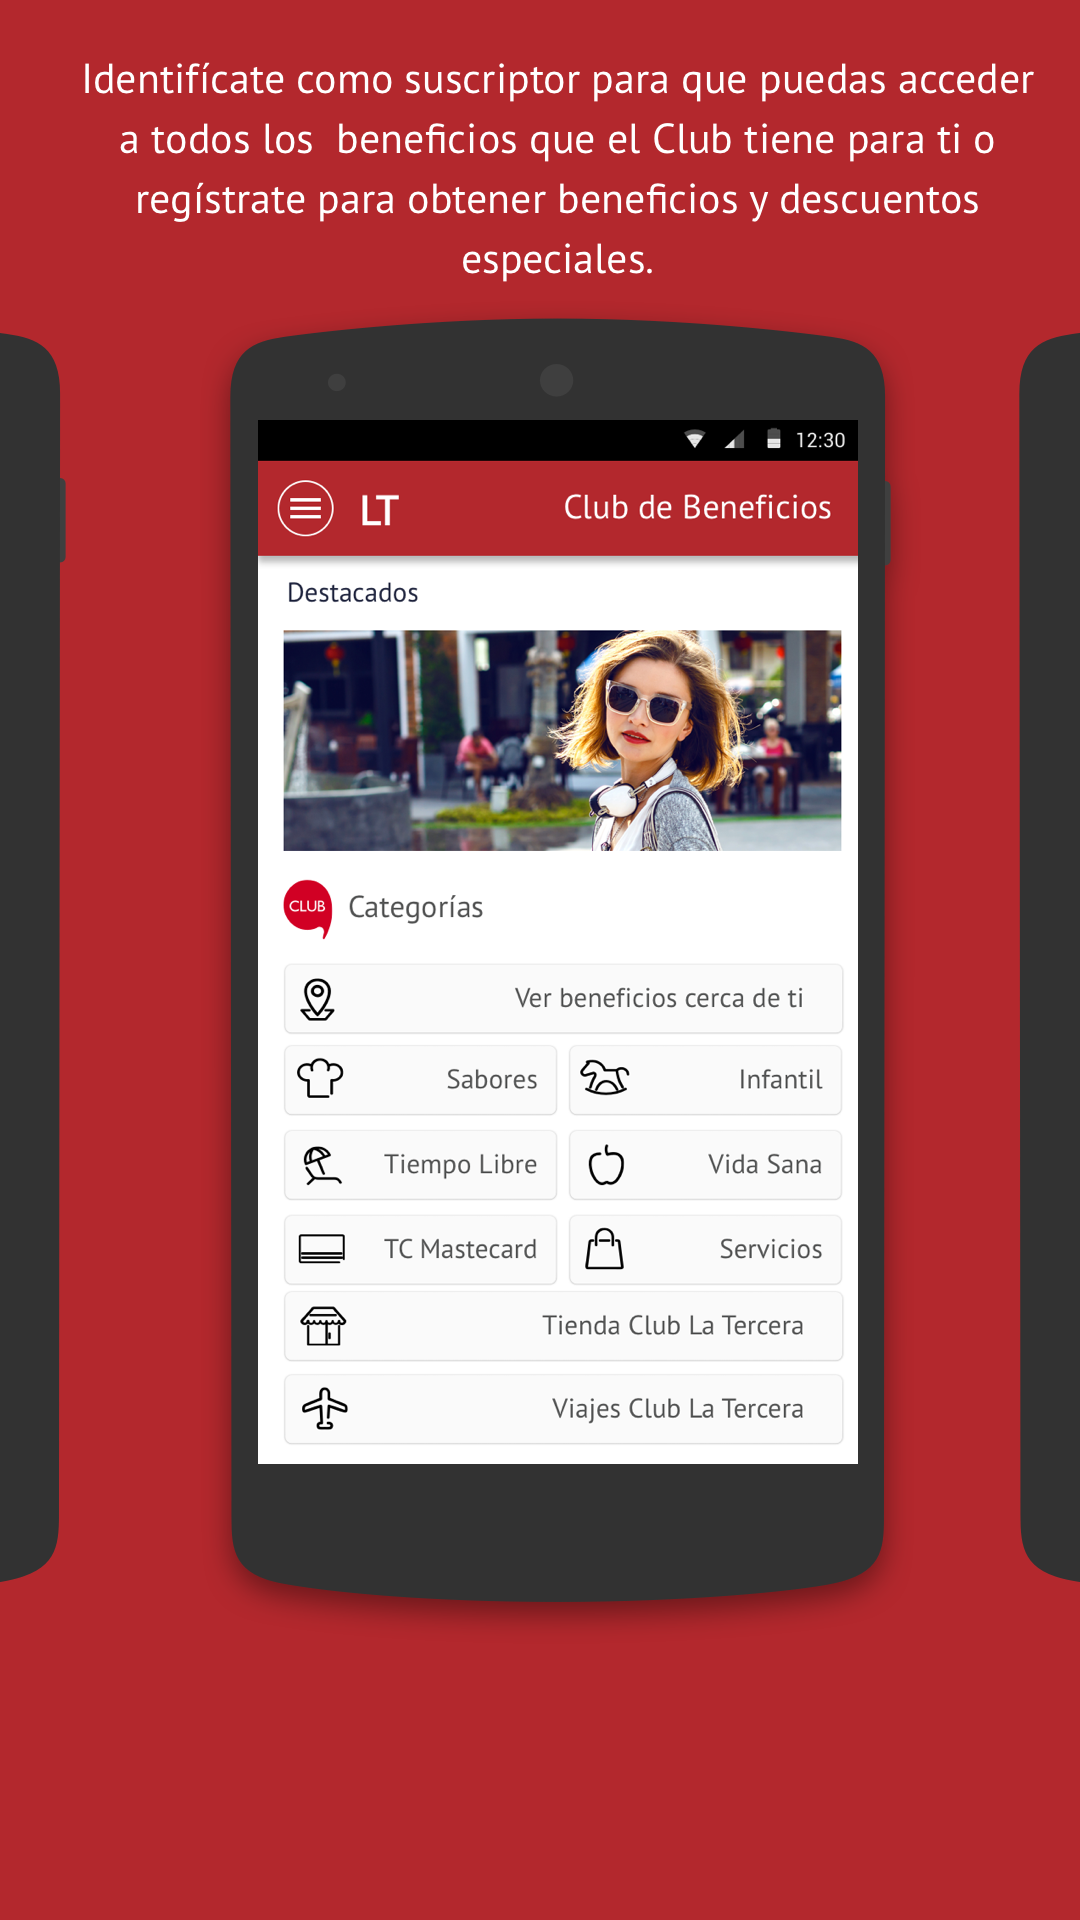 Identifícate como suscriptor para que puedas acceder
a todos los beneficios que el Club tiene para ti o
regístrate para obtener beneficios y descuentos
especiales.
12:30
LT Club de Beneficios
Destacados
CLUB Categorías
Ver beneficios cerca de ti
Sabores Infantil
Tiempo Libre Vida Sana
TC Mastecard Servicios
Tienda Club La Tercera
Viajes Club La Tercera